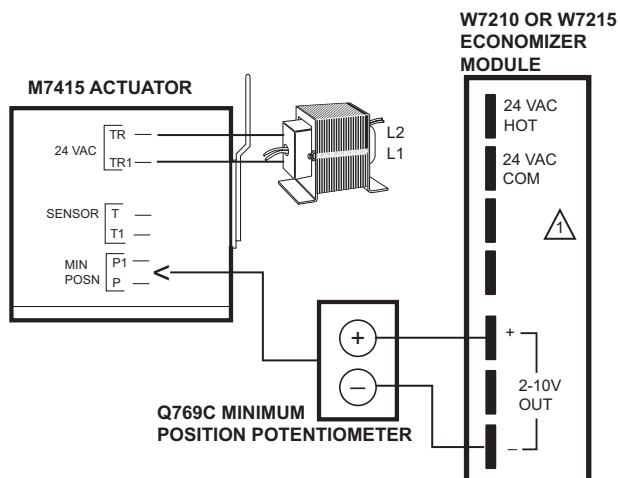 W7210 OR W7215
ECONOMIZER
MODULE
M7415 ACTUATOR
TR
24 VAC
TR1
SENSOR
T
T1
MIN
POSN
P1
P
<
L2
L1
24 VAC
HOT
24 VAC
COM
1
+
2-10V
OUT
–
+
–
Q769C MINIMUM
POSITION POTENTIOMETER